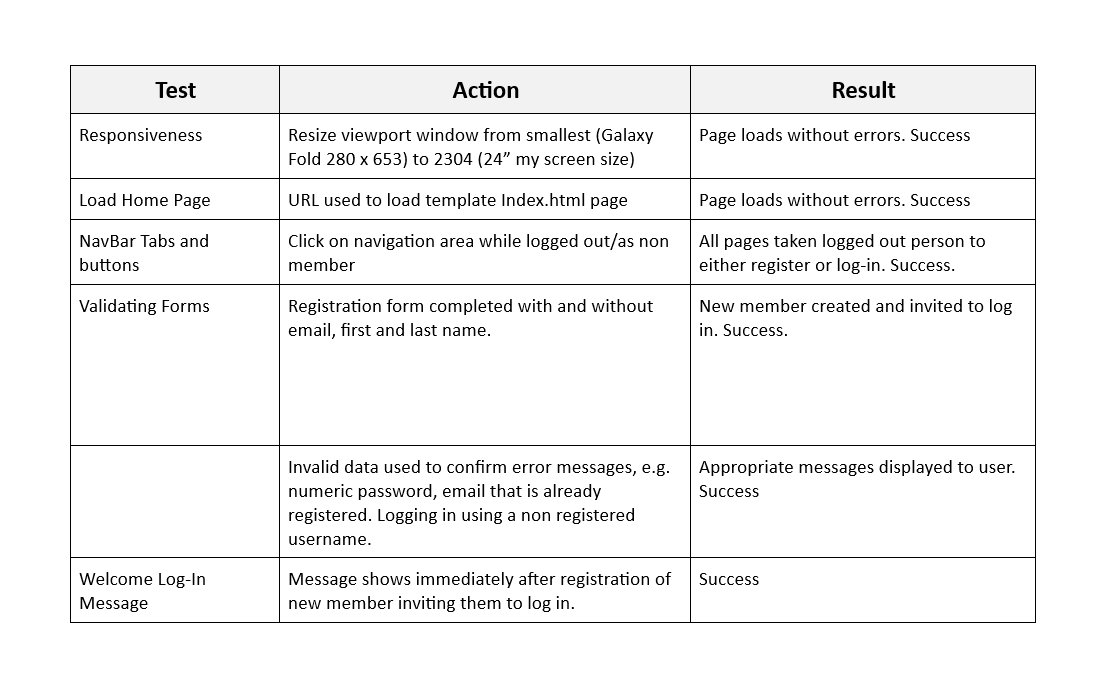 Test Action Result
Responsiveness
Resize viewport window from smallest (Galaxy
Fold 280 x 653) to 2304 (24” my screen size)
Page loads without errors. Success
Load Home Page
URL used to load template Index.html page
Page loads without errors. Success
NavBar Tabs and
buttons
Click on navigation area while logged out/as non
member
All pages taken logged out person to
either register or log-in. Success.
Validating Forms
Registration form completed with and without
email, first and last name.
New member created and invited to log
in. Success.
Invalid data used to confirm error messages, e.g.
numeric password, email that is already
registered. Logging in using a non registered
username.
Appropriate messages displayed to user.
Success
Welcome Log-In
Message
Message shows immediately after registration of
new member inviting them to log in.
Success